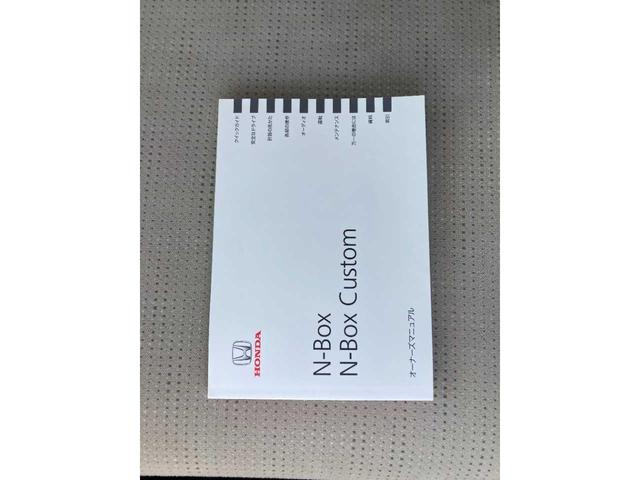 HONDA
N-Box
N-Box Custom
オーナーズマニュアル
クイックガイド
安全なドライブ
計器の見かた
各部の操作
オーディオ
運転
メンテナンス
万一の場合には
資料
索引